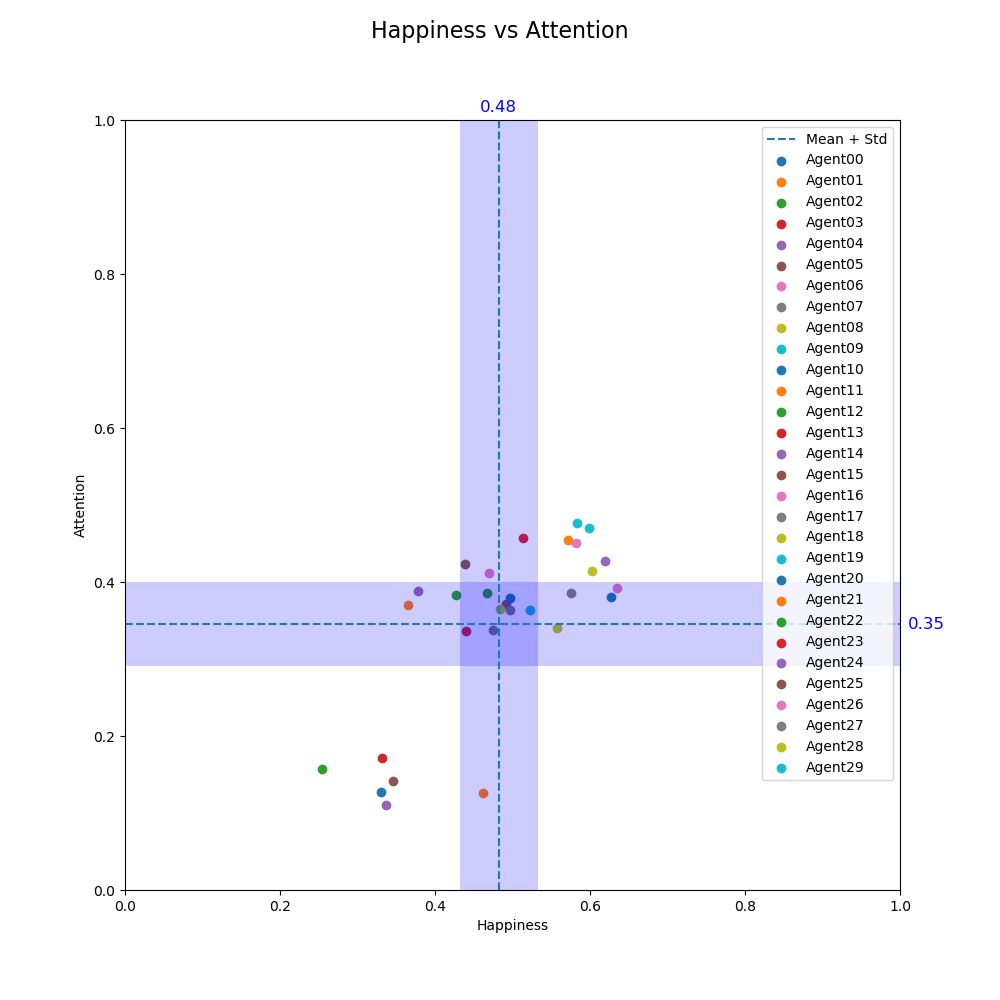 Happiness vs Attention
0.48
1.0
0.8
0.6
0.4
0.2
0.0
Attention
0.35
Mean + Std
Agent00
Agent01
Agent02
Agent03
Agent04
Agent05
Agent06
Agent07
Agent08
Agent09
Agent10
Agent11
Agent12
Agent13
Agent14
Agent15
Agent16
Agent17
Agent18
Agent19
Agent20
Agent21
Agent22
Agent23
Agent24
Agent25
Agent26
Agent27
Agent28
Agent29
0.0 0.2 0.4 0.6 0.8 1.0
Happiness